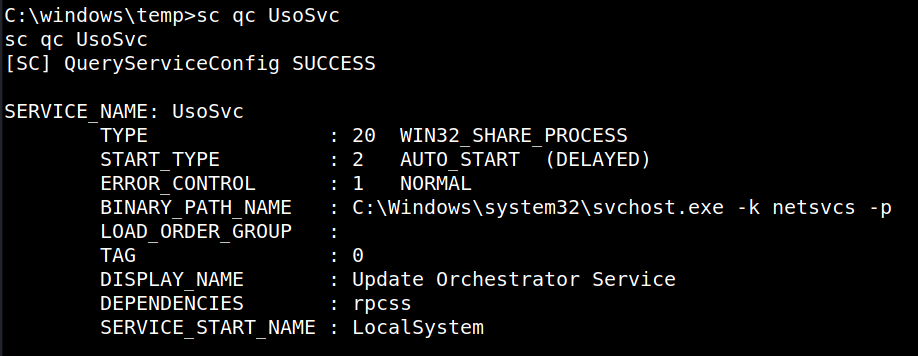 C:\windows\temp>sc qc UsoSvc
sc qc UsoSvc
[SC] QueryServiceConfig SUCCESS

SERVICE_NAME: UsoSvc
        TYPE               : 20  WIN32_SHARE_PROCESS
        START_TYPE         : 2   AUTO_START  (DELAYED)
        ERROR_CONTROL      : 1   NORMAL
        BINARY_PATH_NAME   : C:\Windows\system32\svchost.exe -k netsvcs -p
        LOAD_ORDER_GROUP   :
        TAG                : 0
        DISPLAY_NAME       : Update Orchestrator Service
        DEPENDENCIES       : rpcss
        SERVICE_START_NAME : LocalSystem